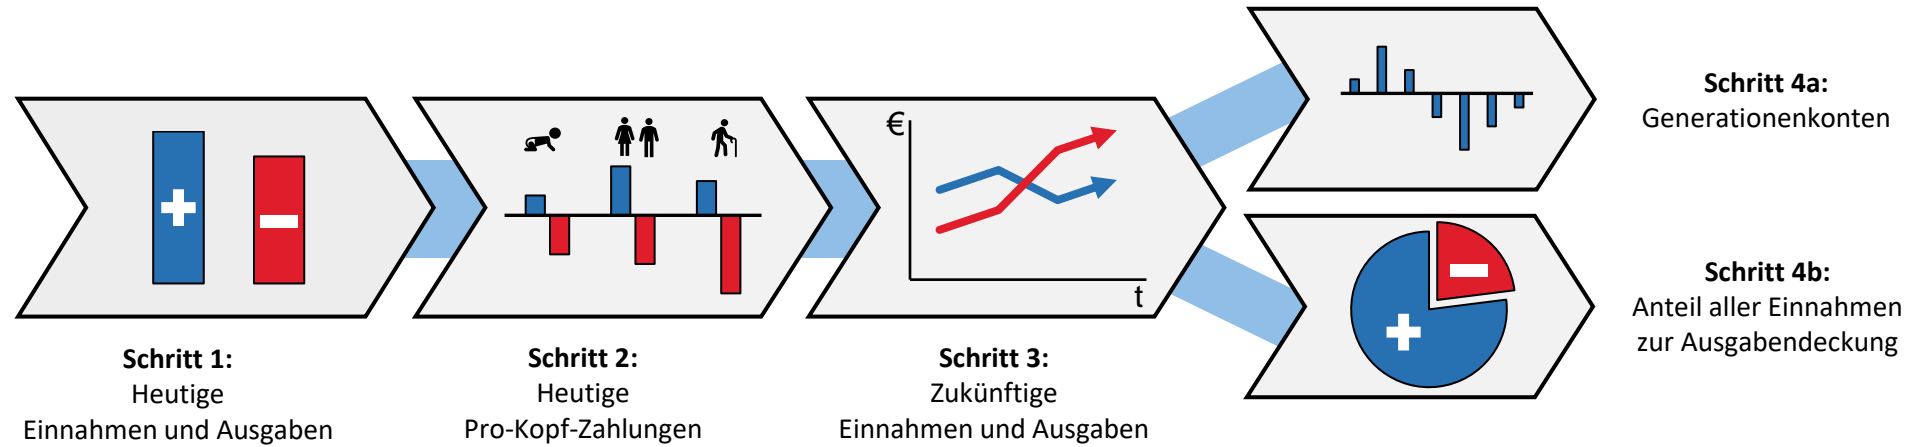 Schritt 1:
Heutige
Einnahmen und Ausgaben
Schritt 2:
Heutige
Pro-Kopf-Zahlungen
€
t
Schritt 3:
Zukünftige
Einnahmen und Ausgaben
Schritt 4a:
Generationenkonten
Schritt 4b:
Anteil aller Einnahmen
zur Ausgabendeckung